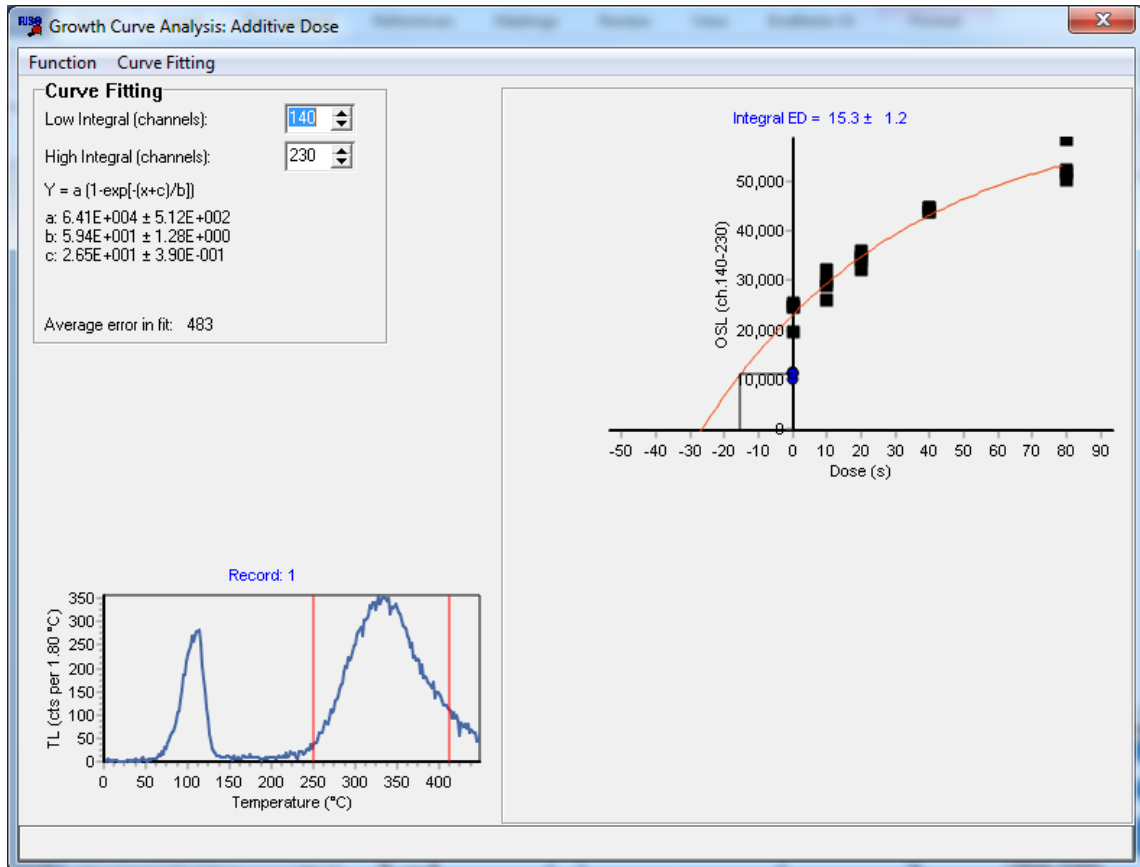 RISØ
Growth Curve Analysis: Additive Dose
Function Curve Fitting
Curve Fitting
Low Integral (channels): 140
High Integral (channels): 230
Y = a (1-exp[-(x+c)/b])
a: 6.41E+004 ± 5.12E+002
b: 5.94E+001 ± 1.28E+000
c: 2.65E+001 ± 3.90E-001
Average error in fit: 483
Integral ED = 15.3 ± 1.2
50,000
40,000
30,000
20,000
10,000
0
OSL (ch.140-230)
-50 -40 -30 -20 -10 0 10 20 30 40 50 60 70 80 90
Dose (s)
Record: 1
350
300
250
200
150
100
50
0
TL (cts per 1.80 °C)
0 50 100 150 200 250 300 350 400
Temperature (°C)